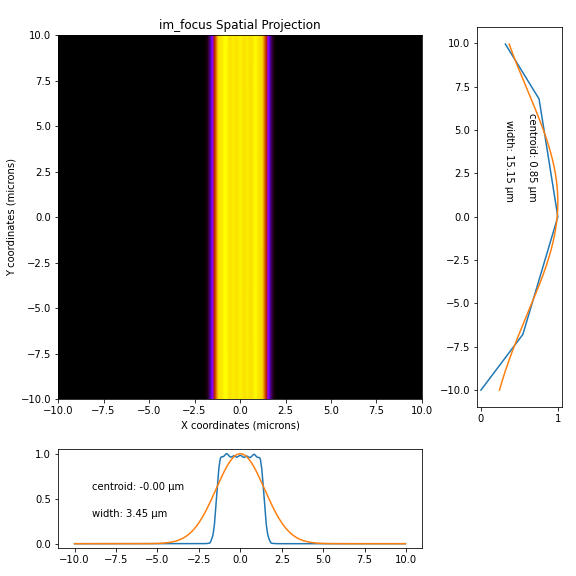 im_focus Spatial Projection
10.0
7.5
5.0
2.5
0.0
−2.5
−5.0
−7.5
−10.0
Y coordinates (microns)
−10.0 −7.5 −5.0 −2.5 0.0 2.5 5.0 7.5 10.0
X coordinates (microns)
10.0
7.5
5.0
2.5
0.0
−2.5
−5.0
−7.5
−10.0
0 1
centroid: 0.85 μm
width: 15.15 μm
1.0
0.5
0.0
centroid: -0.00 μm
width: 3.45 μm
−10.0 −7.5 −5.0 −2.5 0.0 2.5 5.0 7.5 10.0